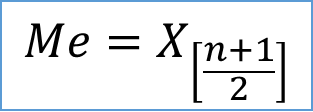 Me = X[n+1/2]